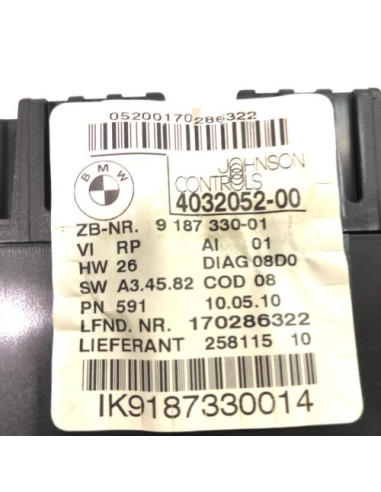 05200170286322
BMW
JOHNSON
CONTROLS
4032052-00
ZB-NR. 9 187 330-01
VI RP AI 01
HW 26 DIAG 08D0
SW A3.45.82 COD 08
PN 591 10.05.10
LFND. NR. 170286322
LIEFERANT 258115 10
IK9187330014